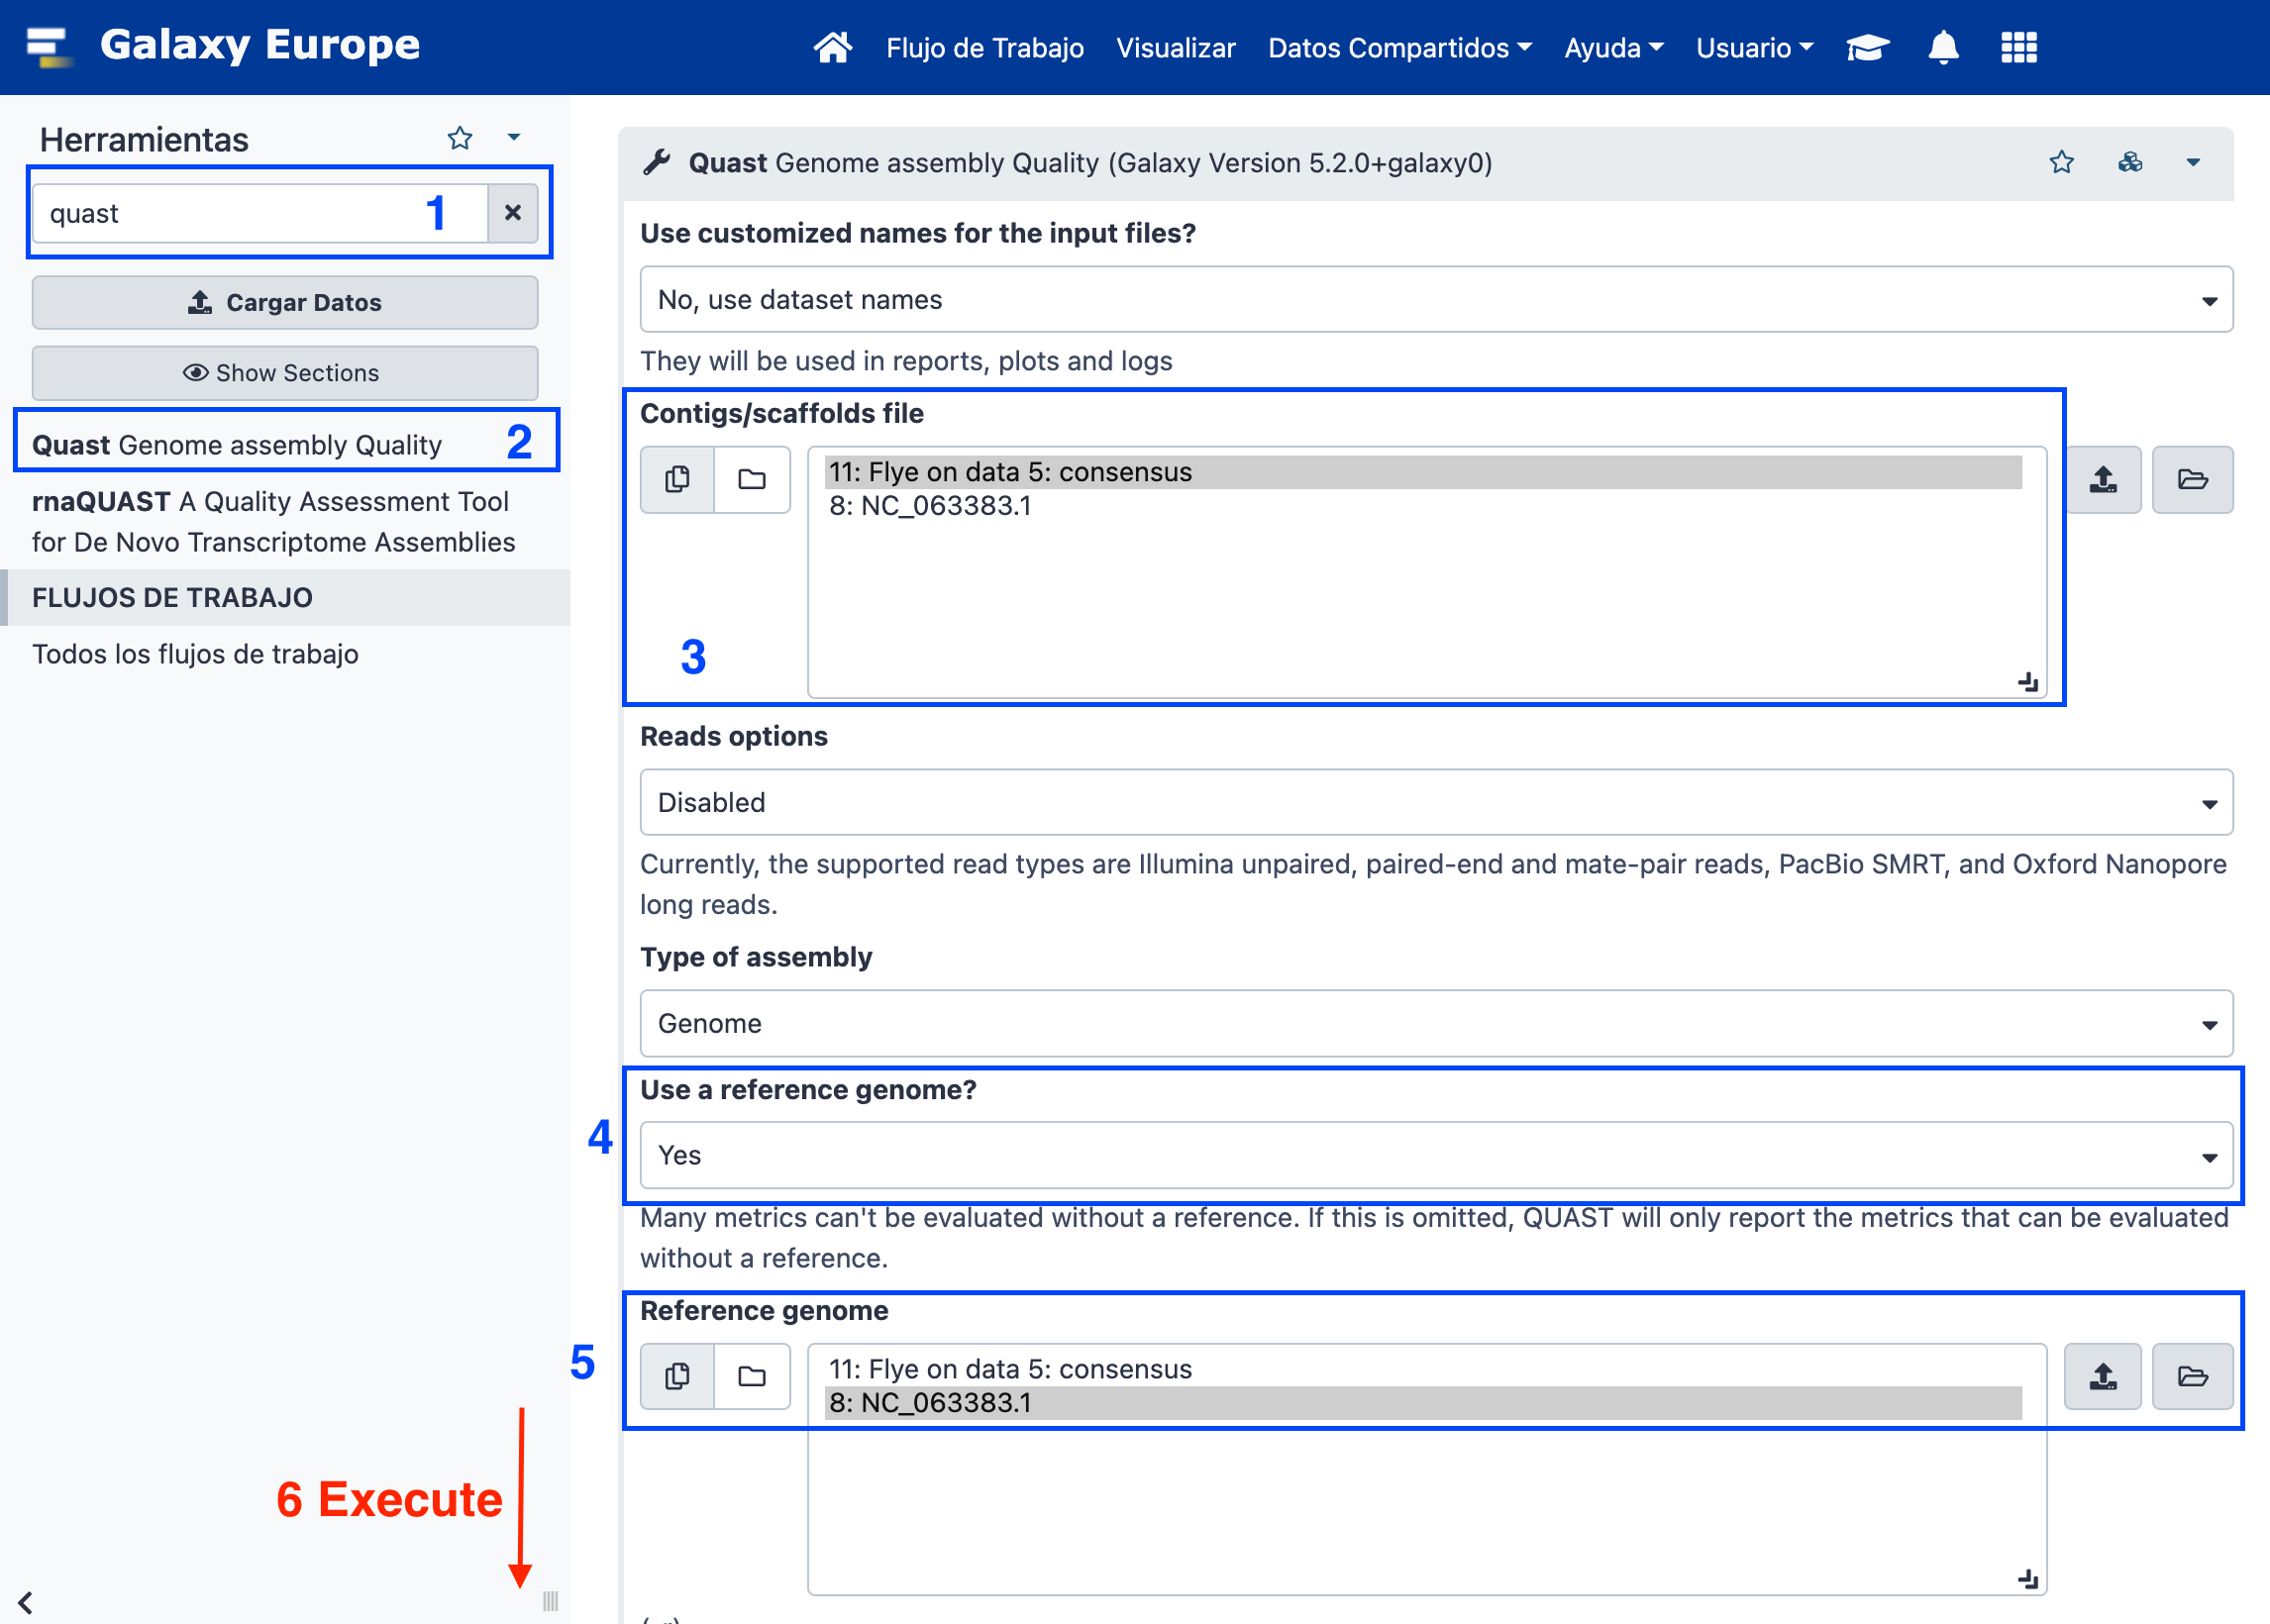 Galaxy Europe
Flujo de Trabajo Visualizar Datos Compartidos Ayuda Usuario
Herramientas
quast 1
Cargar Datos
Show Sections
Quast Genome assembly Quality 2
rnaQUAST A Quality Assessment Tool
for De Novo Transcriptome Assemblies
FLUJOS DE TRABAJO
Todos los flujos de trabajo
Quast Genome assembly Quality (Galaxy Version 5.2.0+galaxy0)
Use customized names for the input files?
No, use dataset names
They will be used in reports, plots and logs
Contigs/scaffolds file
11: Flye on data 5: consensus
8: NC_063383.1
3
Reads options
Disabled
Currently, the supported read types are Illumina unpaired, paired-end and mate-pair reads, PacBio SMRT, and Oxford Nanopore
long reads.
Type of assembly
Genome
Use a reference genome?
4
Yes
Many metrics can't be evaluated without a reference. If this is omitted, QUAST will only report the metrics that can be evaluated
without a reference.
Reference genome
5
11: Flye on data 5: consensus
8: NC_063383.1
6 Execute